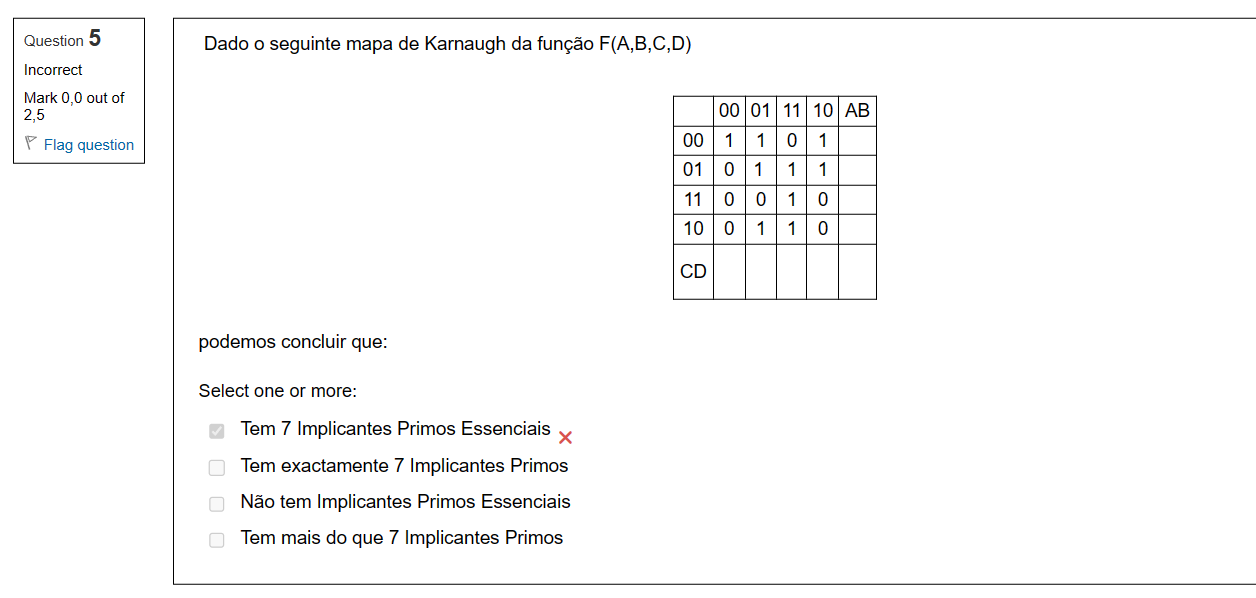 Question 5
Incorrect
Mark 0,0 out of
2,5
Flag question
Dado o seguinte mapa de Karnaugh da função F(A,B,C,D)
00 01 11 10 AB
00 1 1 0 1
01 0 1 1 1
11 0 0 1 0
10 0 1 1 0
CD
podemos concluir que:
Select one or more:
Tem 7 Implicantes Primos Essenciais
Tem exactamente 7 Implicantes Primos
Não tem Implicantes Primos Essenciais
Tem mais do que 7 Implicantes Primos